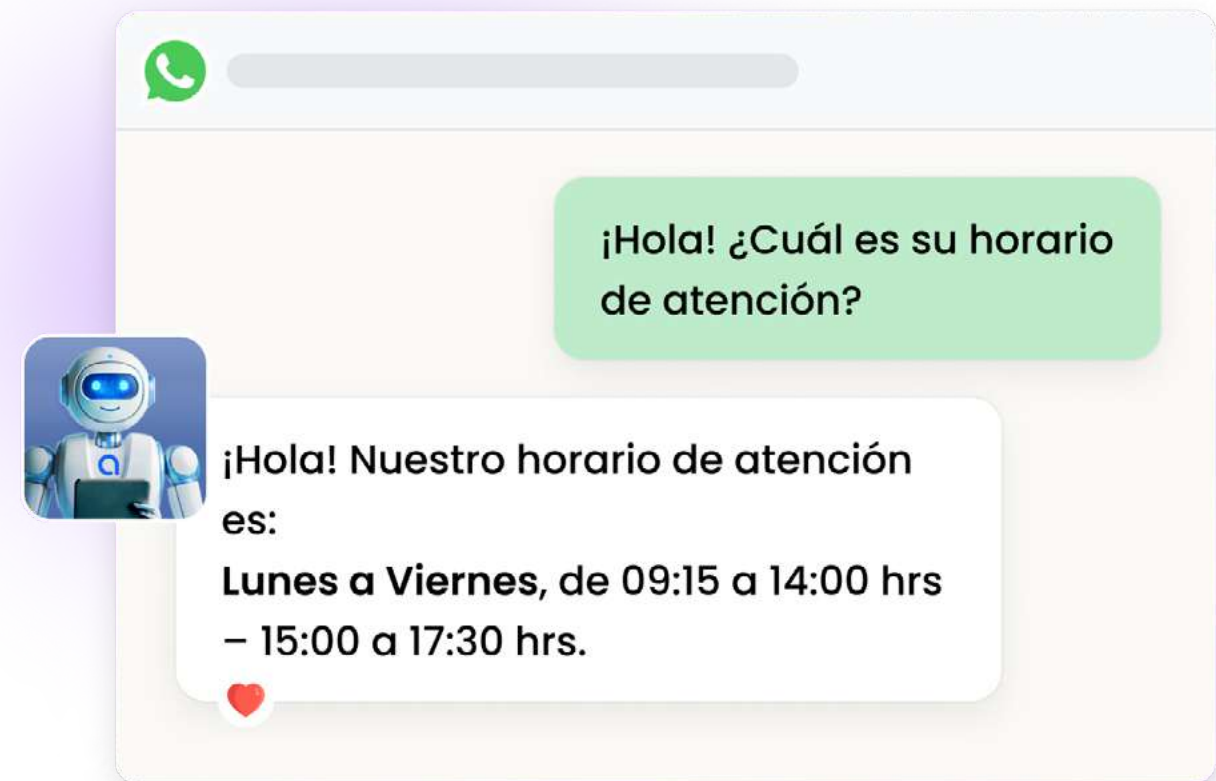 ¡Hola! ¿Cuál es su horario
de atención?
¡Hola! Nuestro horario de atención
es:
Lunes a Viernes, de 09:15 a 14:00 hrs
– 15:00 a 17:30 hrs.